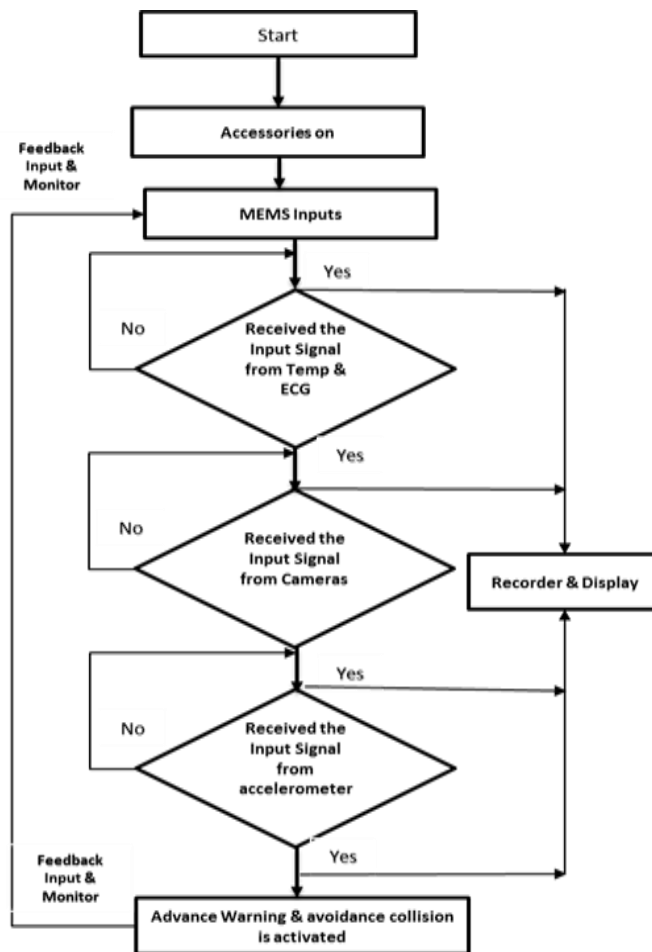 Start
Accessories on
Feedback
Input &
Monitor
MEMS Inputs
Yes
No
Received the
Input Signal
from Temp &
ECG
Yes
No
Received the
Input Signal
from Cameras
Recorder & Display
Yes
No
Received the
Input Signal
from
accelerometer
Yes
Feedback
Input &
Monitor
Advance Warning & avoidance collision
is activated